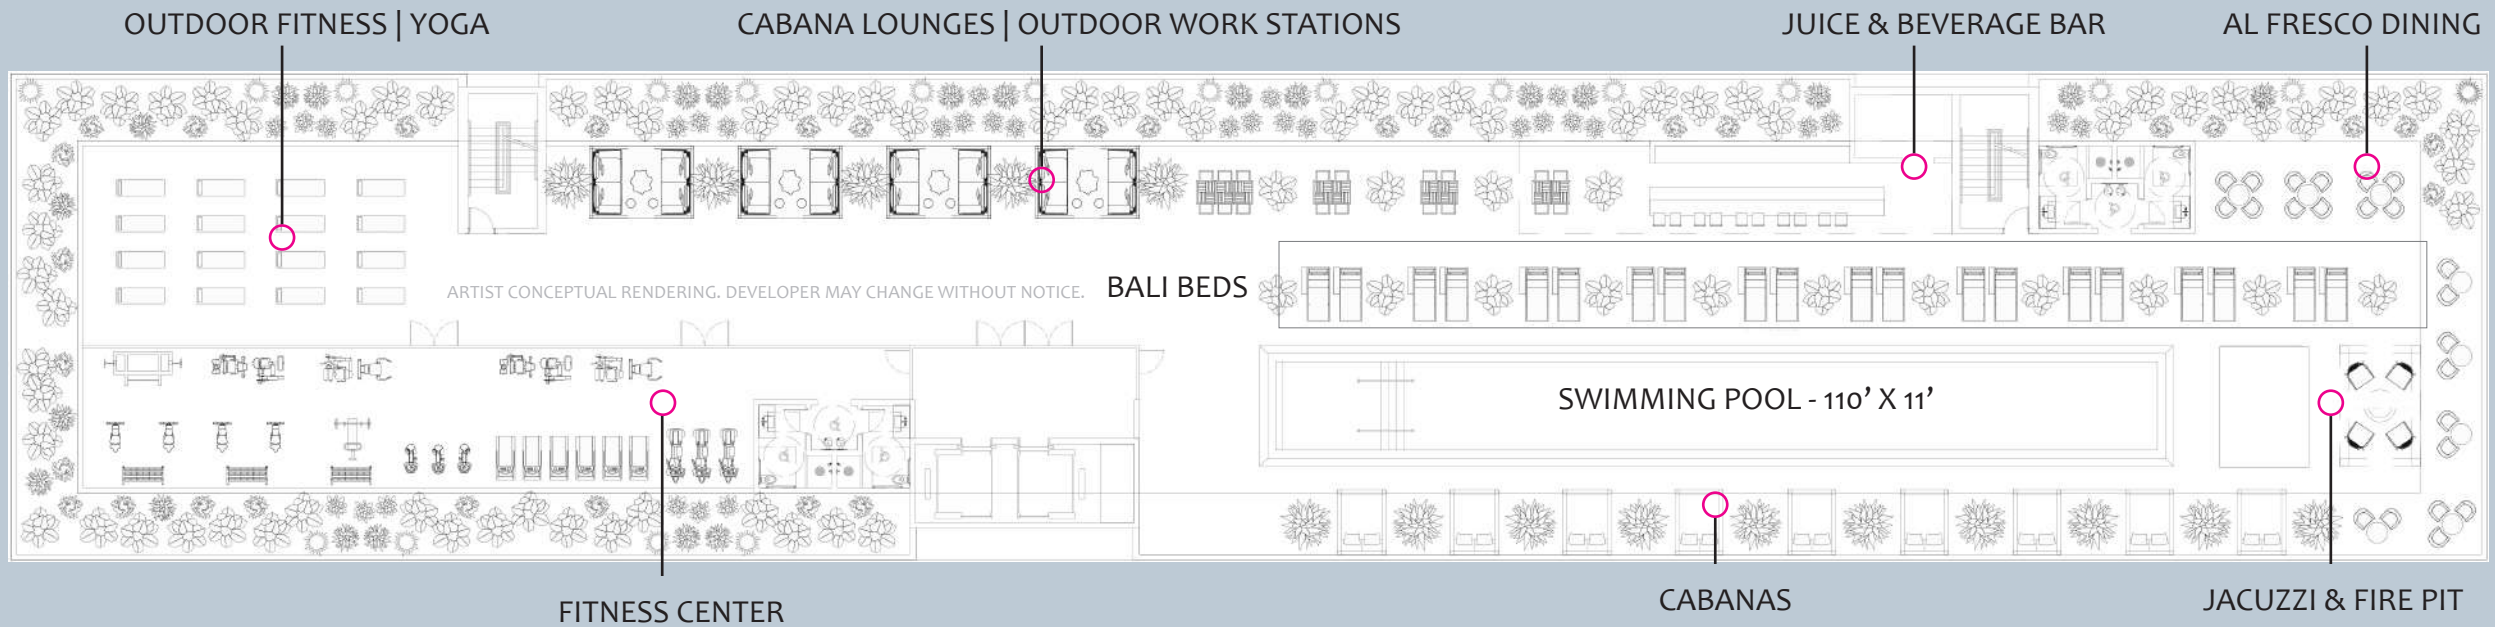 OUTDOOR FITNESS | YOGA
CABANA LOUNGES | OUTDOOR WORK STATIONS
JUICE & BEVERAGE BAR
AL FRESCO DINING
ARTIST CONCEPTUAL RENDERING. DEVELOPER MAY CHANGE WITHOUT NOTICE.
BALI BEDS
SWIMMING POOL - 110’ X 11’
FITNESS CENTER
CABANAS
JACUZZI & FIRE PIT